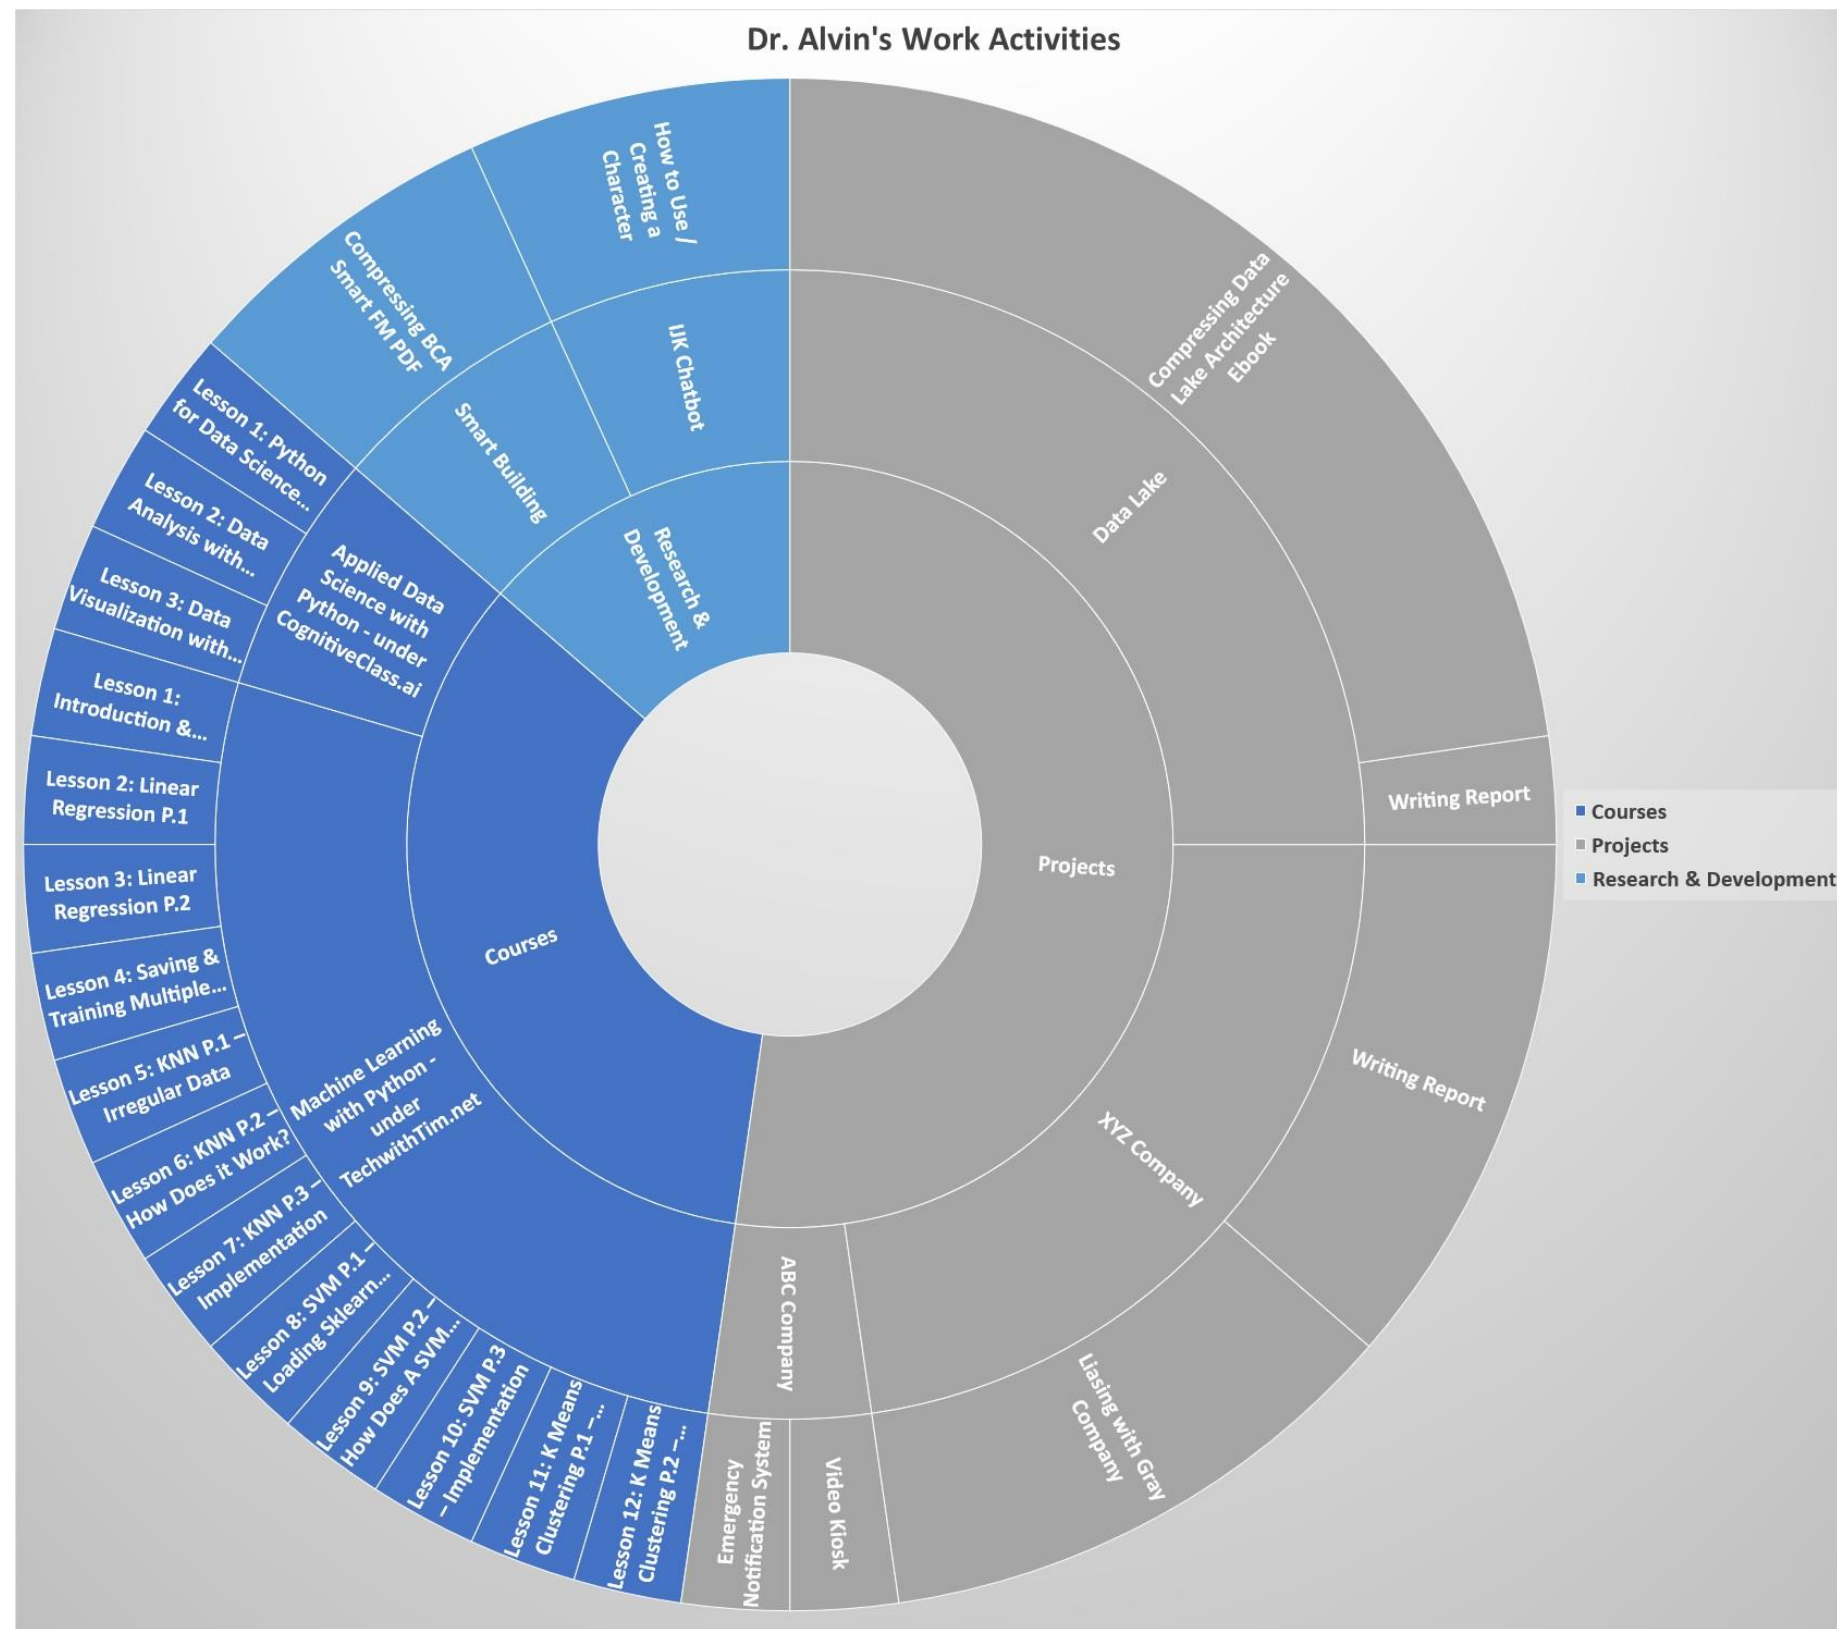 Dr. Alvin's Work Activities
Compressing Data
Lake Architecture
Ebook
Writing Report
Data Lake
Projects
Writing Report
XYZ Company
Liasing with Gray
Company
ABC Company
Video Kiosk
Emergency
Notification System
Courses
Machine Learning
with Python -
under
TechwithTim.net
Lesson 12: K Means
Clustering P.2 –...
Lesson 11: K Means
Clustering P.1 –...
Lesson 10: SVM P.3
– Implementation
Lesson 9: SVM P.2 –
How Does A SVM...
Lesson 8: SVM P.1 –
Loading Sklearn...
Lesson 7: KNN P.3 –
Implementation
Lesson 6: KNN P.2 –
How Does it Work?
Lesson 5: KNN P.1 –
Irregular Data
Lesson 4: Saving &
Training Multiple...
Lesson 3: Linear
Regression P.2
Lesson 2: Linear
Regression P.1
Lesson 1:
Introduction &...
Applied Data
Science with
Python - under
CognitiveClass.ai
Lesson 3: Data
Visualization with...
Lesson 2: Data
Analysis with...
Lesson 1: Python
for Data Science...
Research &
Development
Smart Building
Compressing BCA
Smart FM PDF
IJK Chatbot
How to Use /
Creating a
Character
Courses
Projects
Research & Development